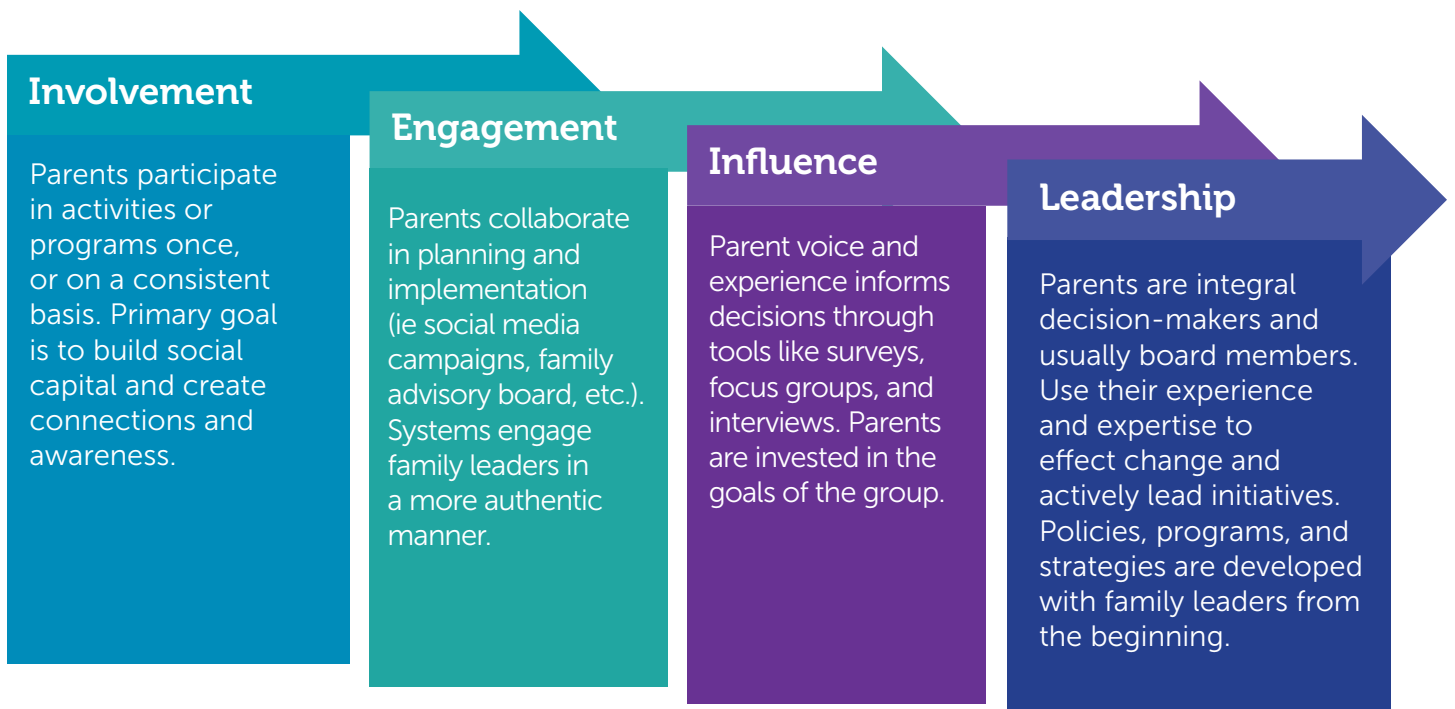 Involvement
Parents participate
in activities or
programs once,
or on a consistent
basis. Primary goal
is to build social
capital and create
connections and
awareness.
Engagement
Parents collaborate
in planning and
implementation
(ie social media
campaigns, family
advisory board, etc.).
Systems engage
family leaders in
a more authentic
manner.
Influence
Parent voice and
experience informs
decisions through
tools like surveys,
focus groups, and
interviews. Parents
are invested in the
goals of the group.
Leadership
Parents are integral
decision-makers and
usually board members.
Use their experience
and expertise to
effect change and
actively lead initiatives.
Policies, programs, and
strategies are developed
with family leaders from
the beginning.